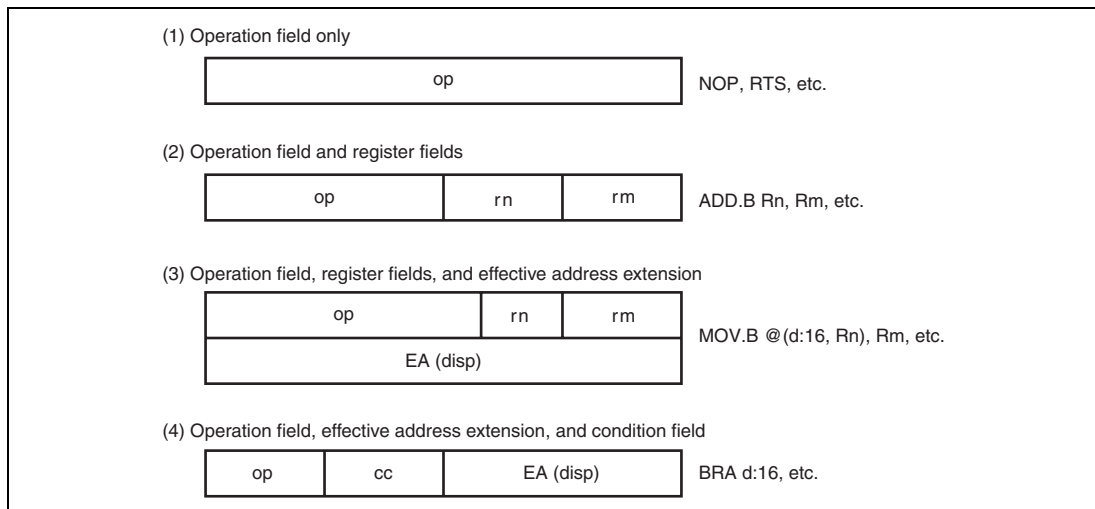 (1) Operation field only
op
NOP, RTS, etc.
(2) Operation field and register fields
op rn rm
ADD.B Rn, Rm, etc.
(3) Operation field, register fields, and effective address extension
op rn rm
EA (disp)
MOV.B @(d:16, Rn), Rm, etc.
(4) Operation field, effective address extension, and condition field
op cc EA (disp)
BRA d:16, etc.